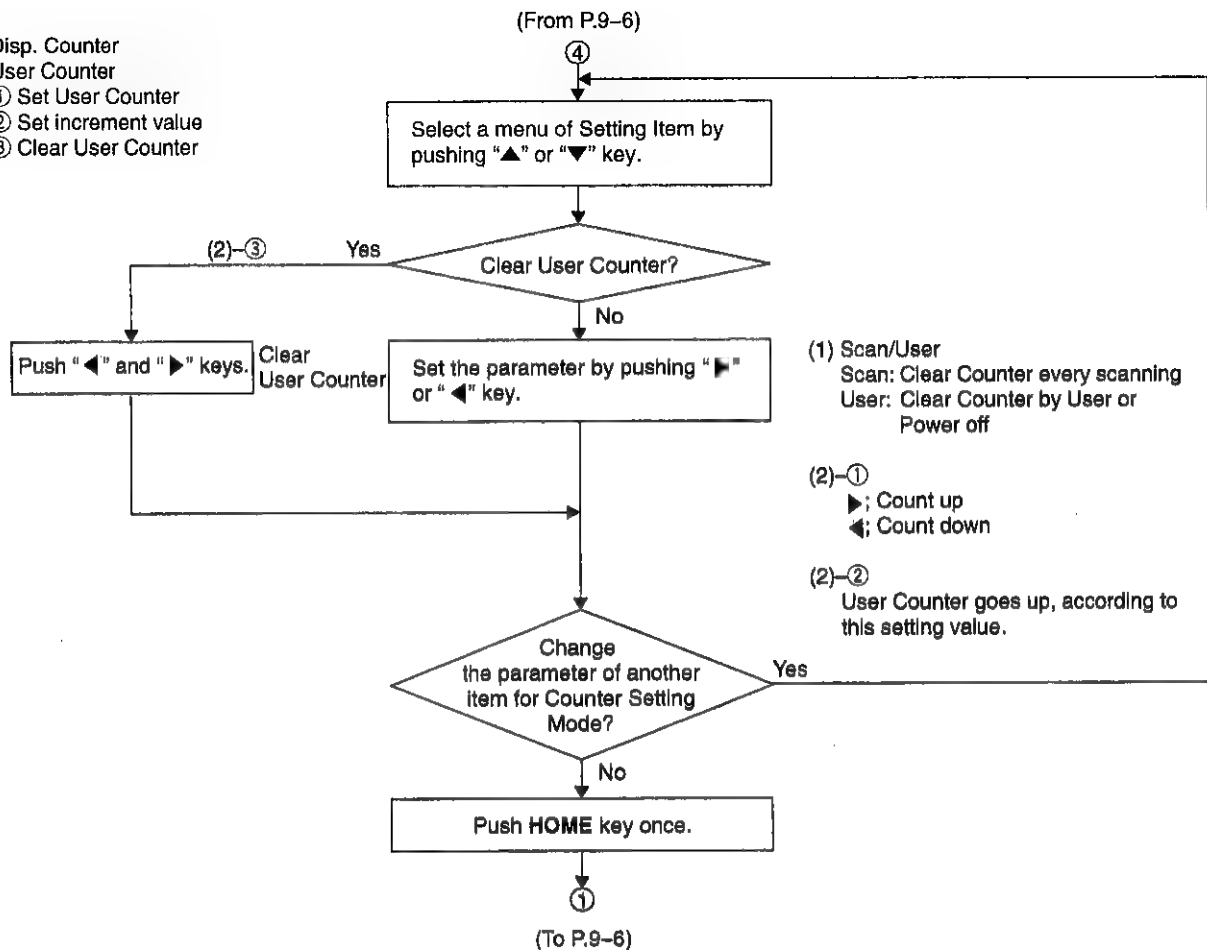 (From P.9–6)
④
Disp. Counter
User Counter
① Set User Counter
② Set increment value
③ Clear User Counter
Select a menu of Setting Item by
pushing "▲" or "▼" key.
(2)–③
Yes
Clear User Counter?
No
Push "◀" and "▶" keys.
Clear
User Counter
Set the parameter by pushing "▶"
or "◀" key.
(1) Scan/User
Scan: Clear Counter every scanning
User: Clear Counter by User or
Power off
(2)–①
▶; Count up
◀; Count down
(2)–②
User Counter goes up, according to
this setting value.
Change
the parameter of another
item for Counter Setting
Mode?
Yes
No
Push HOME key once.
①
(To P.9–6)